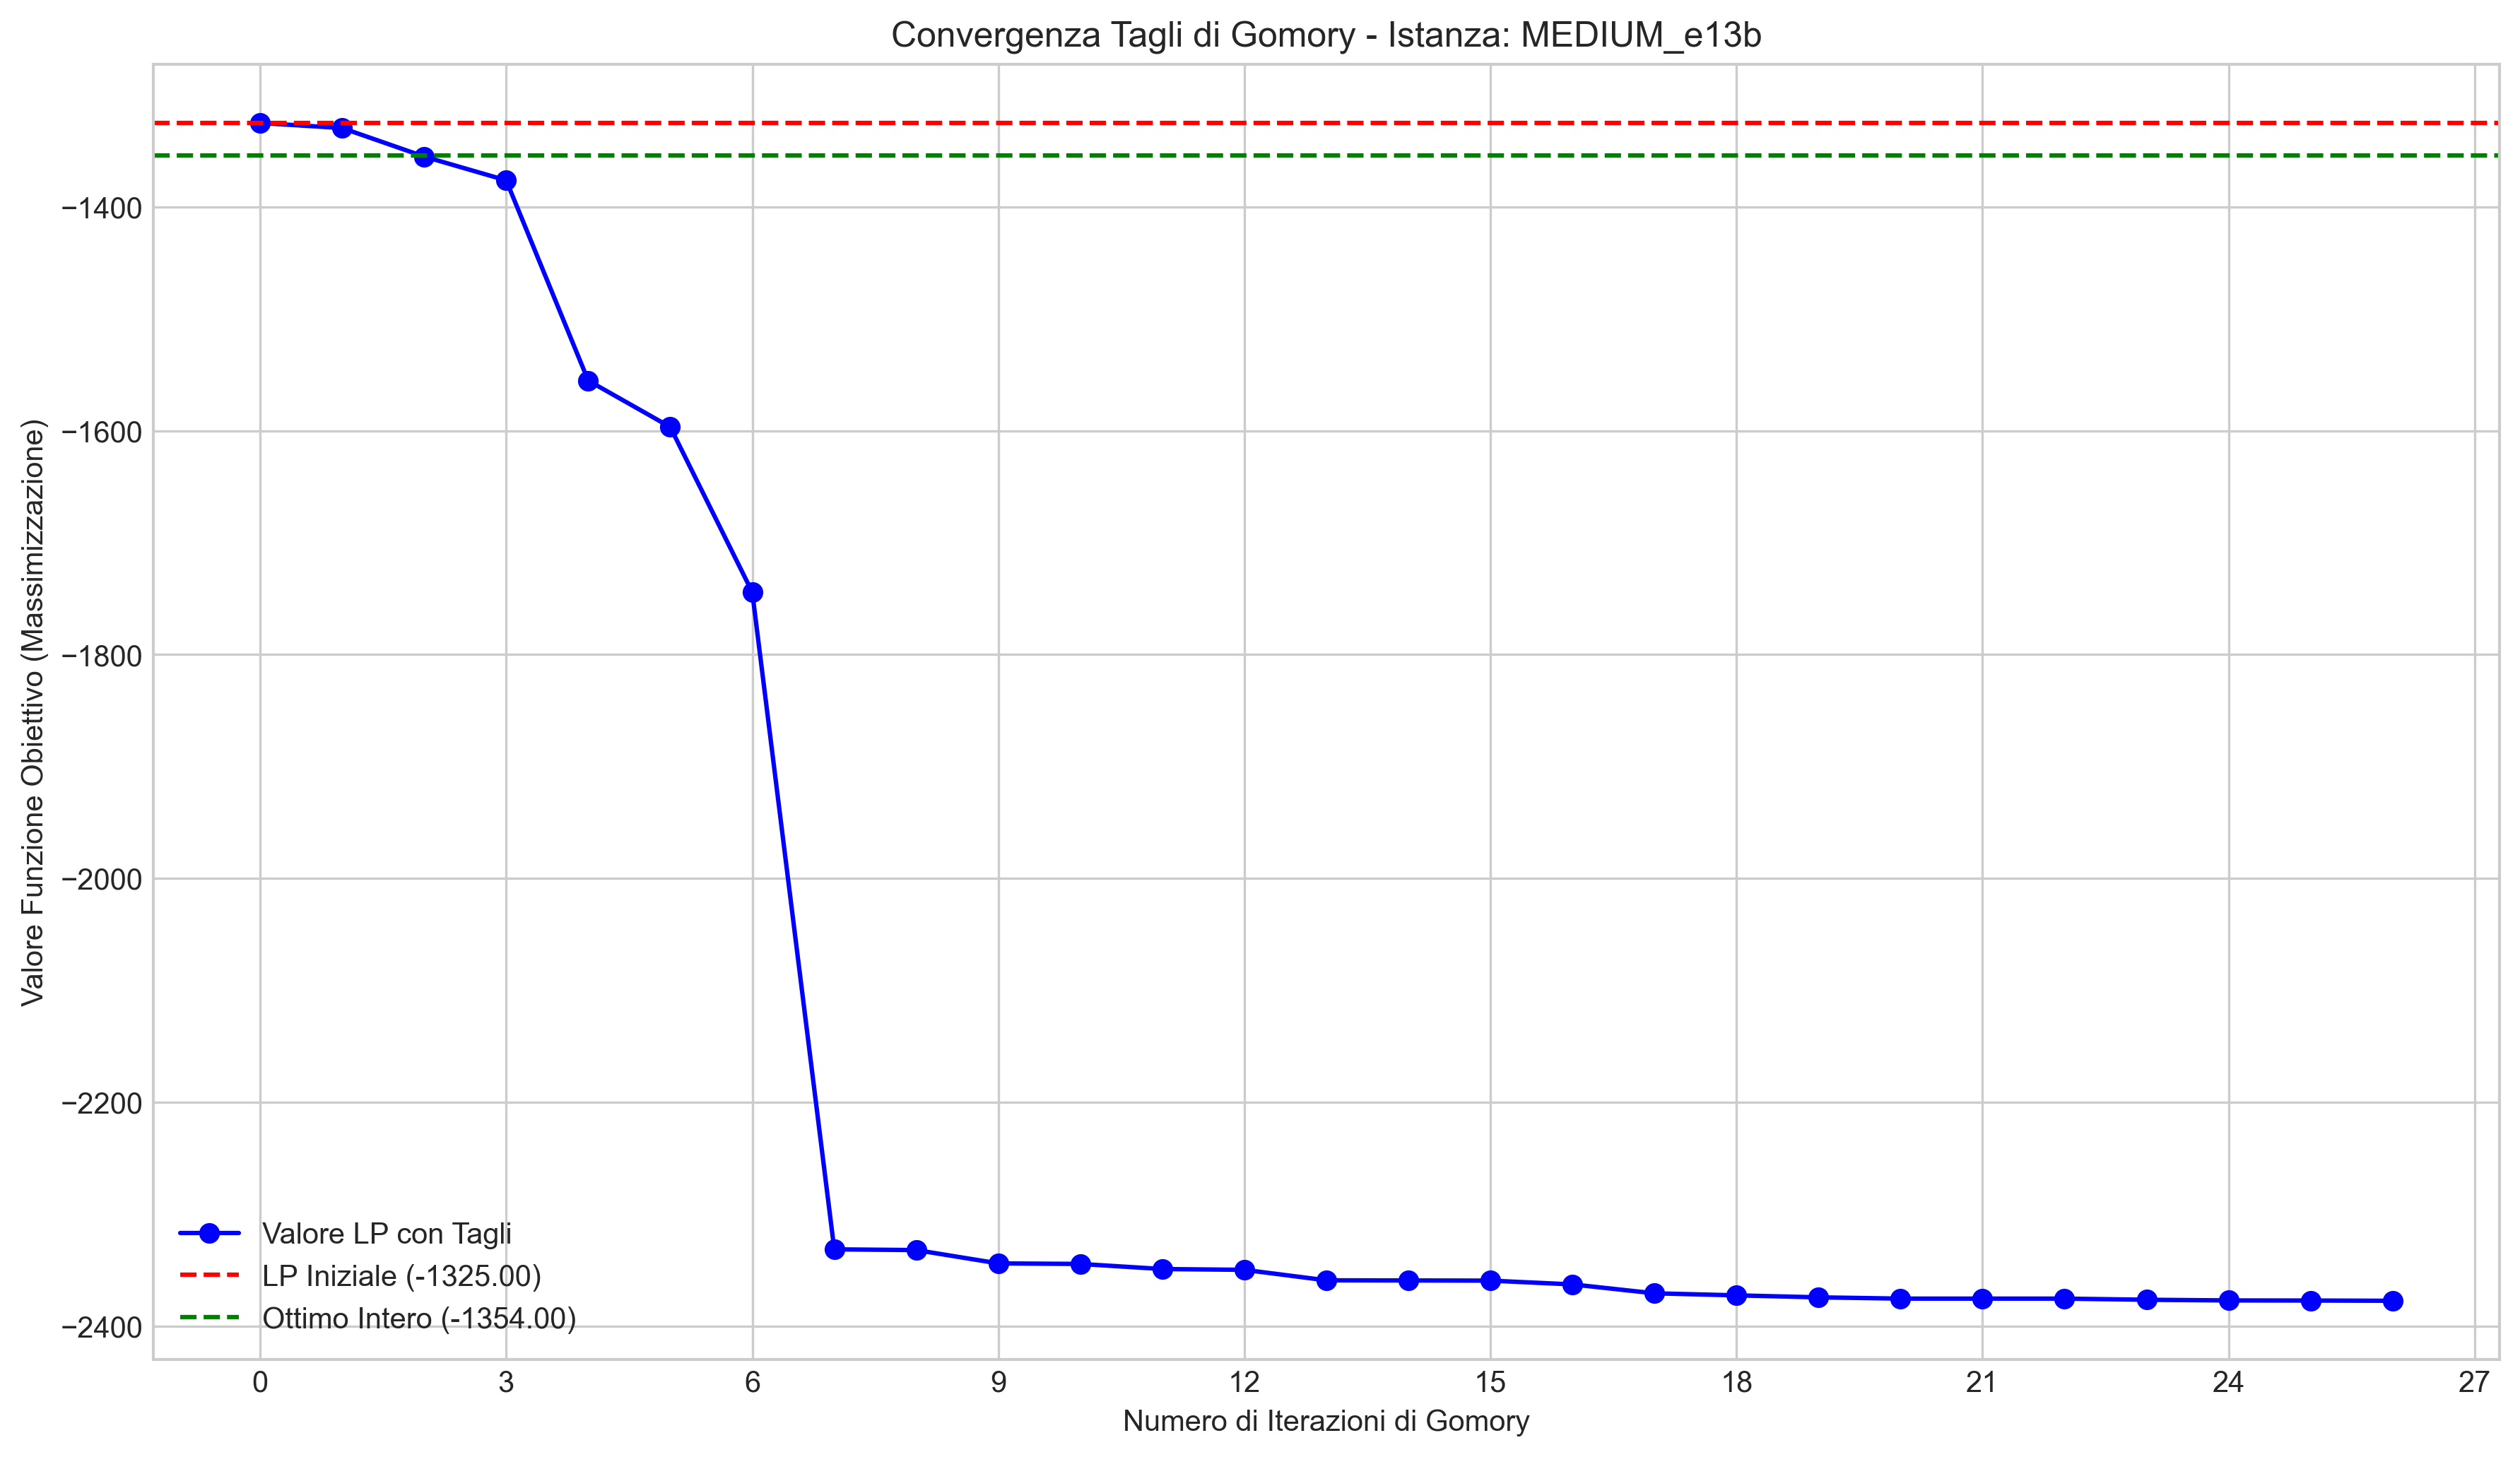 Convergenza Tagli di Gomory - Istanza: MEDIUM_e13b
Valore Funzione Obiettivo (Massimizzazione)
−1400
−1600
−1800
−2000
−2200
−2400
Valore LP con Tagli
LP Iniziale (-1325.00)
Ottimo Intero (-1354.00)
0 3 6 9 12 15 18 21 24 27
Numero di Iterazioni di Gomory